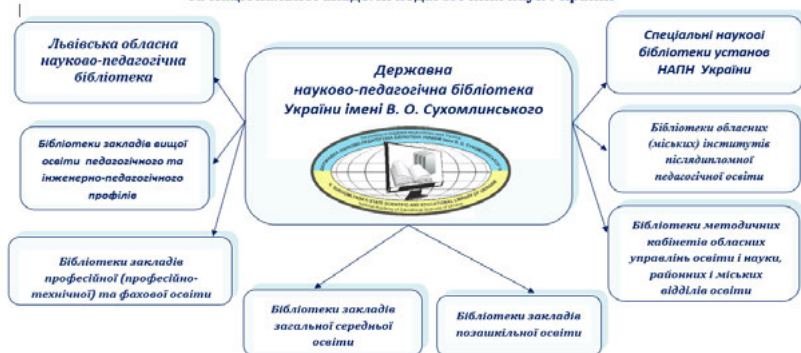 Львівська обласна
науково-педагогічна
бібліотека
Державна
науково-педагогічна бібліотека
України імені В. О. Сухомлинського
Спеціальні наукові
бібліотеки установ
НАПН України
Бібліотеки закладів вищої
освіти педагогічного та
інженерно-педагогічного
профілів
Бібліотеки обласних
(міських) інститутів
післядипломної
педагогічної освіти
Бібліотеки закладів
професійної (професійно-
технічної) та фахової освіти
Бібліотеки методичних
кабінетів обласних
управлінь освіти і науки,
районних і міських
відділів освіти
Бібліотеки закладів
загальної середньої
освіти
Бібліотеки закладів
позашкільної освіти